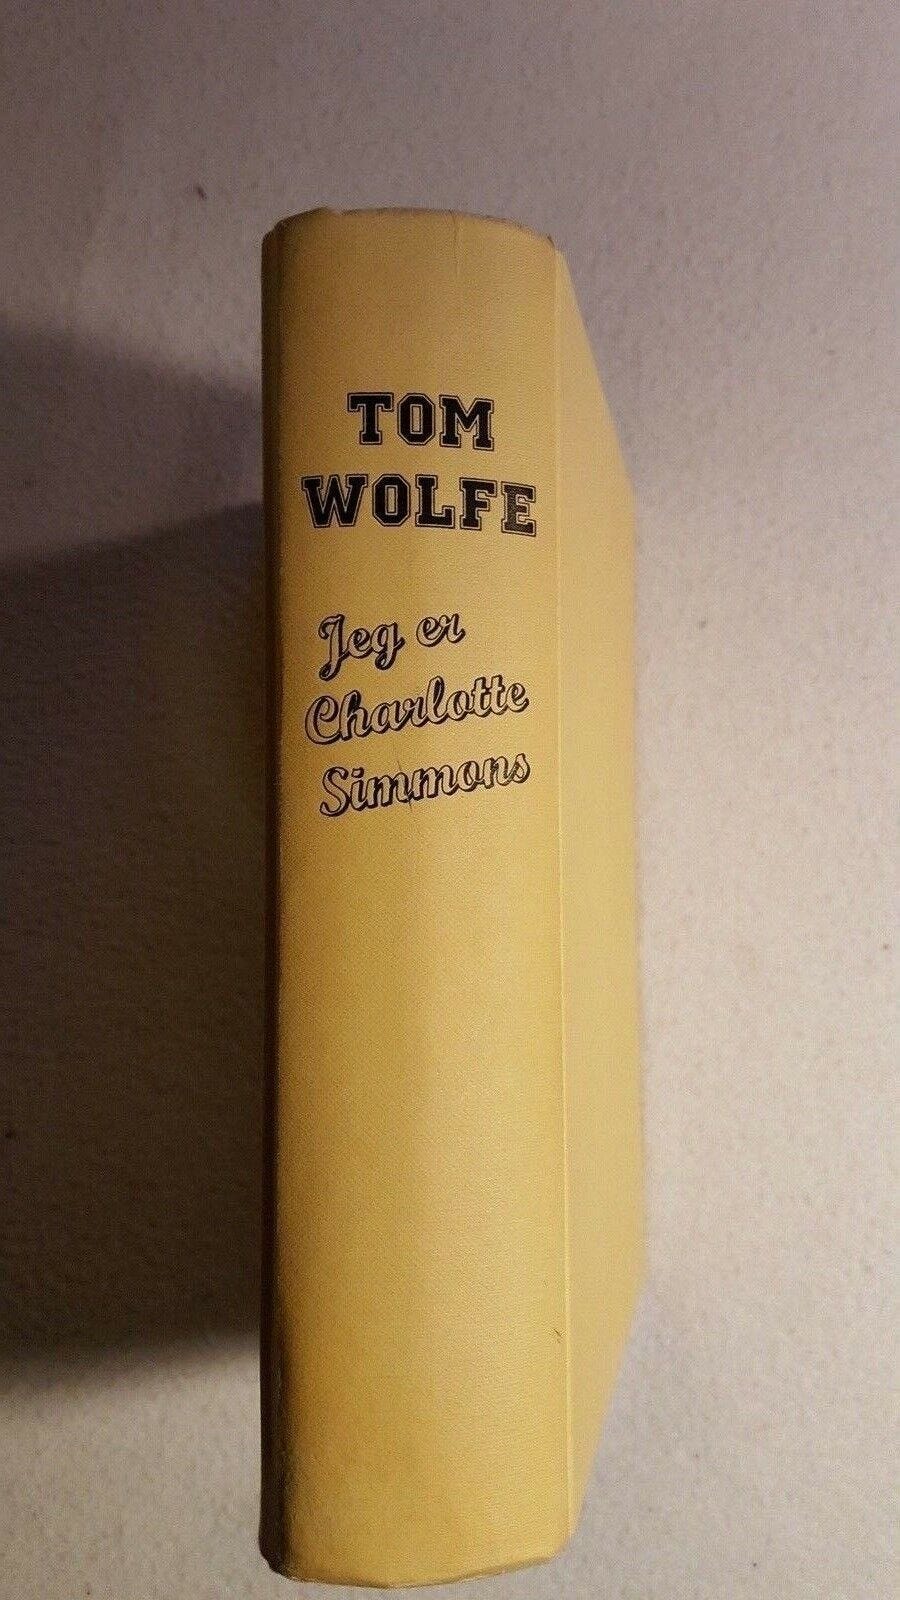 TOM
WOLFE
Jeg er
Charlotte
Simmons